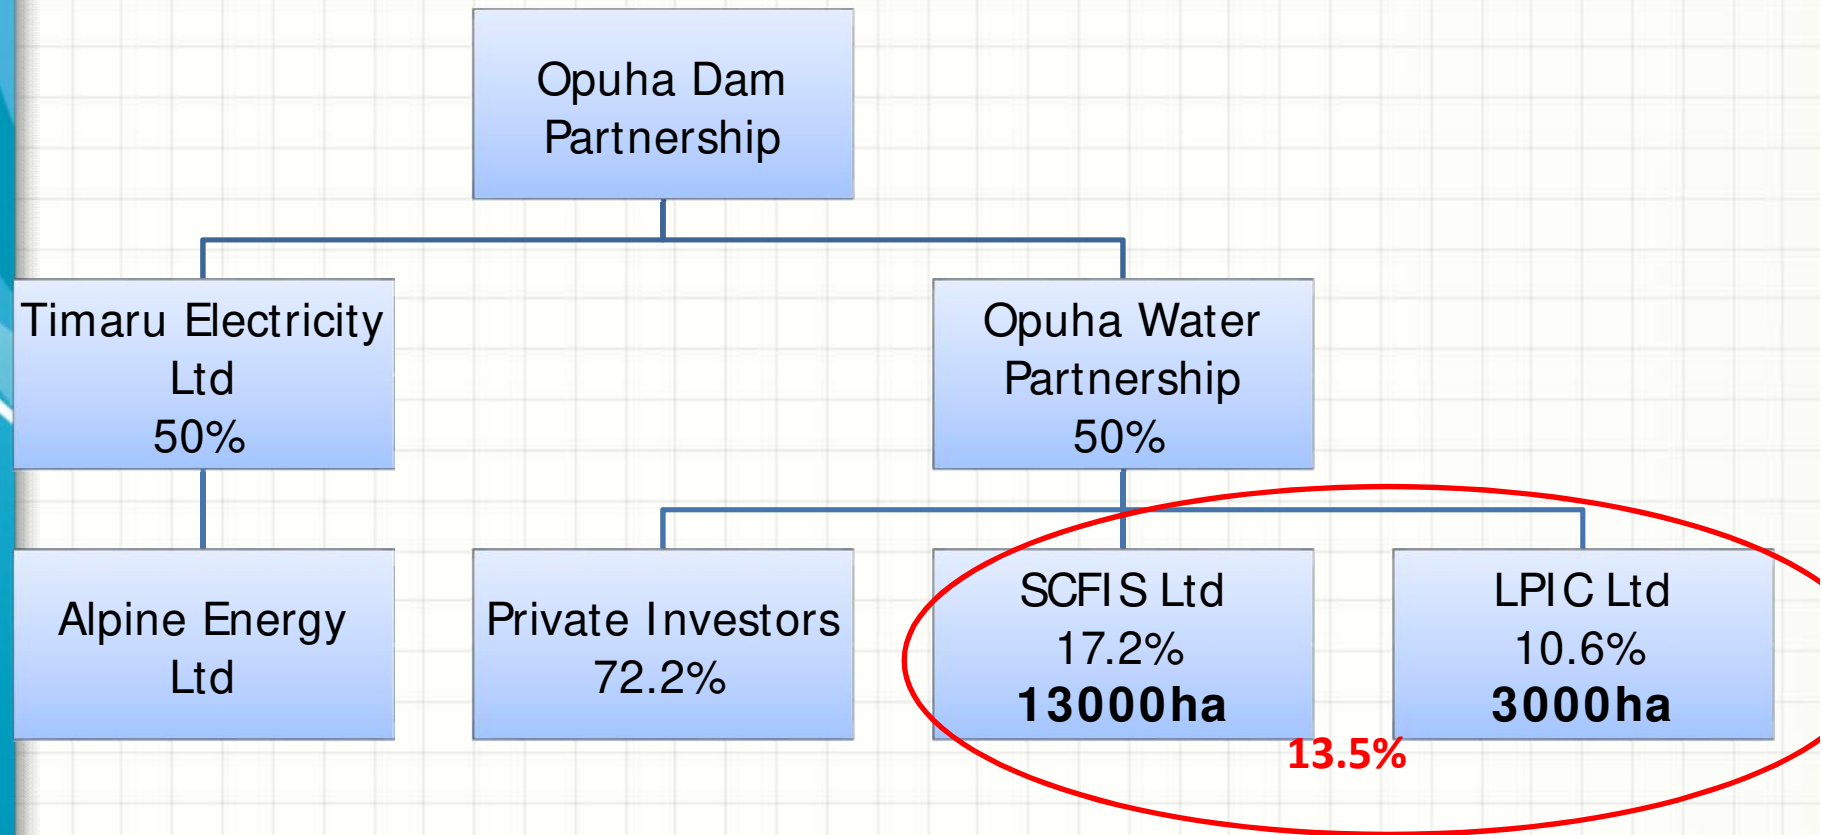 Opuha Dam
Partnership
Timaru Electricity
Ltd
50%
Opuha Water
Partnership
50%
Alpine Energy
Ltd
Private Investors
72.2%
SCFIS Ltd
17.2%
13000ha
LPIC Ltd
10.6%
3000ha
13.5%